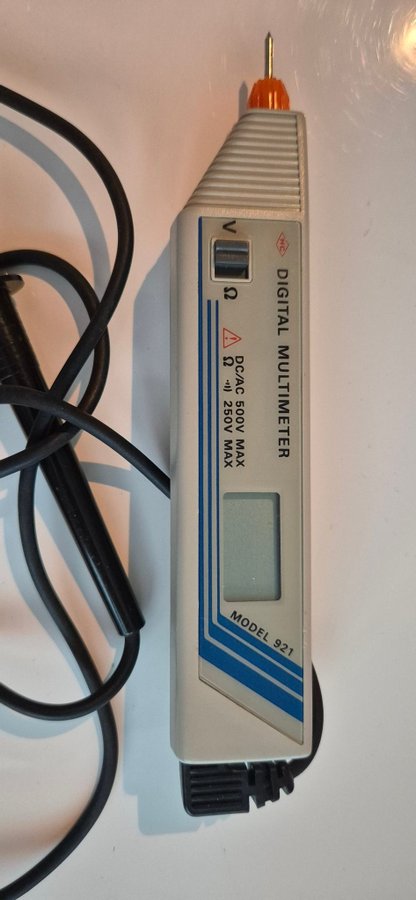 V
Ω
DIGITAL MULTIMETER
DC/AC 500V MAX
Ω 250V MAX
MODEL 921